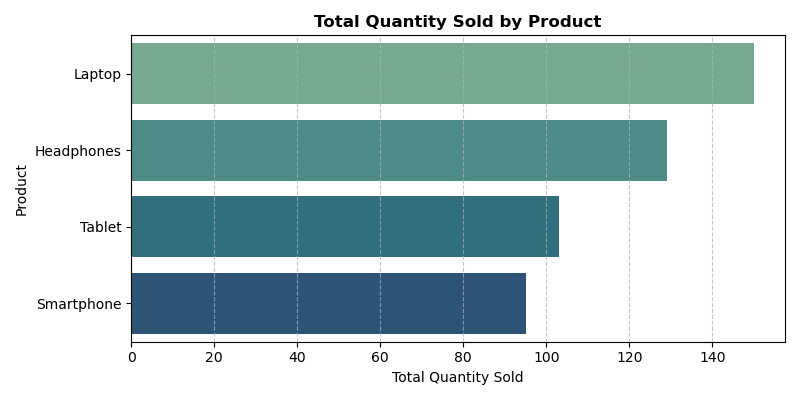 Total Quantity Sold by Product
Product
Laptop
Headphones
Tablet
Smartphone
0 20 40 60 80 100 120 140
Total Quantity Sold